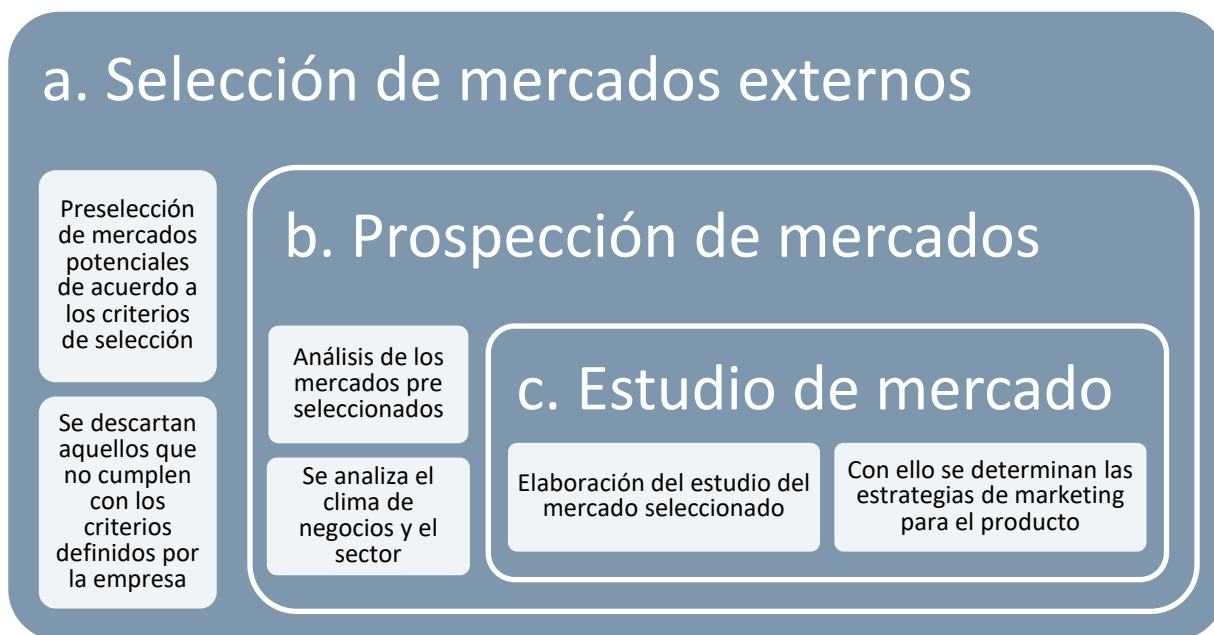 a. Selección de mercados externos
Preselección
de mercados
potenciales
de acuerdo a
los criterios
de selección
Se descartan
aquellos que
no cumplen
con los
criterios
definidos por
la empresa
b. Prospección de mercados
Análisis de los
mercados pre
seleccionados
Se analiza el
clima de
negocios y el
sector
c. Estudio de mercado
Elaboración del estudio del
mercado seleccionado
Con ello se determinan las
estrategias de marketing
para el producto